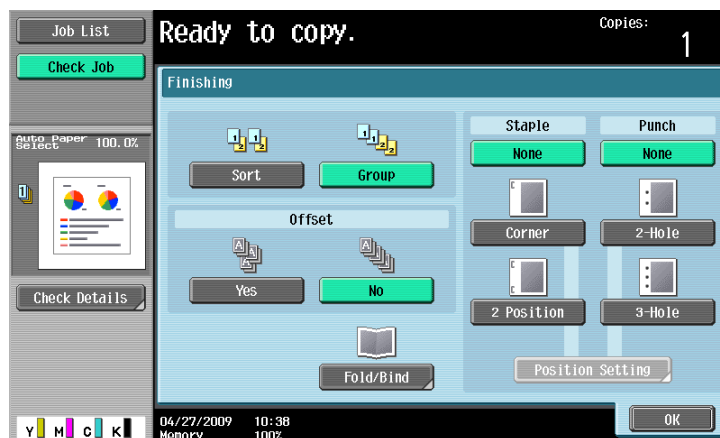 Job List
Check Job
Ready to copy.
Copies:
1
Finishing
Auto Paper
Select 100.0%
1
Sort
Group
Offset
Yes
No
Fold/Bind
Staple
Punch
None
None
Corner
2-Hole
2 Position
3-Hole
Position Setting
Check Details
Y M C K
04/27/2009 10:38
Memory 100%
OK